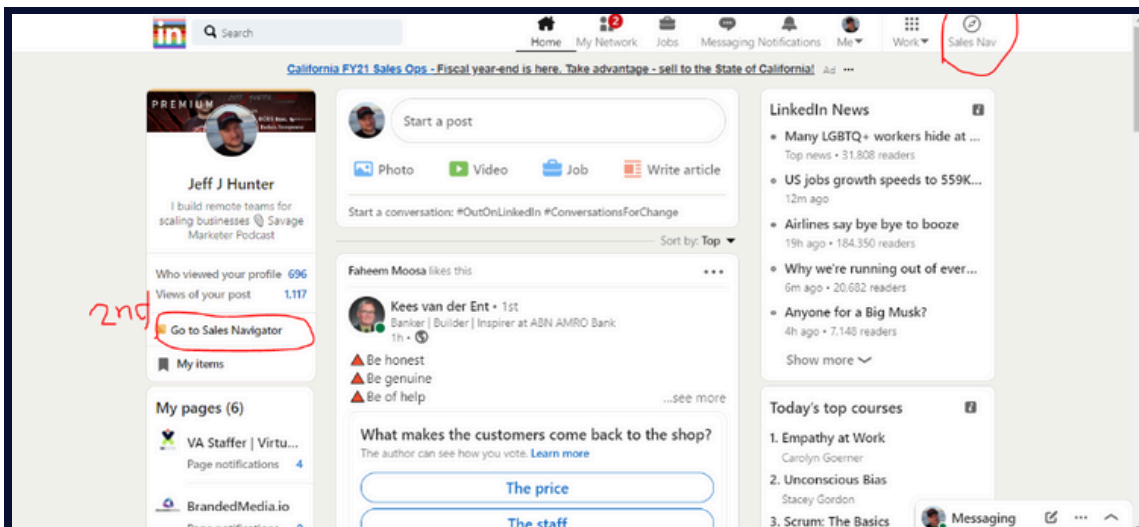 in
Search
2
Home
My Network
Jobs
Messaging
Notifications
Me
Work
Sales Nav
California FY21 Sales Ops - Fiscal year-end is here. Take advantage - sell to the State of California! Ad ...
PREMIUM
Jeff J Hunter
I build remote teams for
scaling businesses Savage
Marketer Podcast
Who viewed your profile 696
Views of your post 1,117
2nd
Go to Sales Navigator
My items
My pages (6)
VA Staffer | Virtu...
Page notifications 4
BrandedMedia.io
Start a post
Photo
Video
Job
Write article
Start a conversation: #OutOnLinkedIn #ConversationsForChange
Sort by: Top
Faheem Moosa likes this
Kees van der Ent • 1st
Banker | Builder | Inspirer at ABN AMRO Bank
1h •
Be honest
Be genuine
Be of help
...see more
What makes the customers come back to the shop?
The author can see how you vote. Learn more
The price
The staff
LinkedIn News
• Many LGBTQ+ workers hide at ...
Top news • 31,808 readers
• US jobs growth speeds to 559K...
12m ago
• Airlines say bye bye to booze
19h ago • 184,350 readers
• Why we're running out of ever...
6m ago • 20,682 readers
• Anyone for a Big Musk?
4h ago • 7,148 readers
Show more
Today's top courses
1. Empathy at Work
Carolyn Goerner
2. Unconscious Bias
Stacey Gordon
3. Scrum: The Basics
Messaging